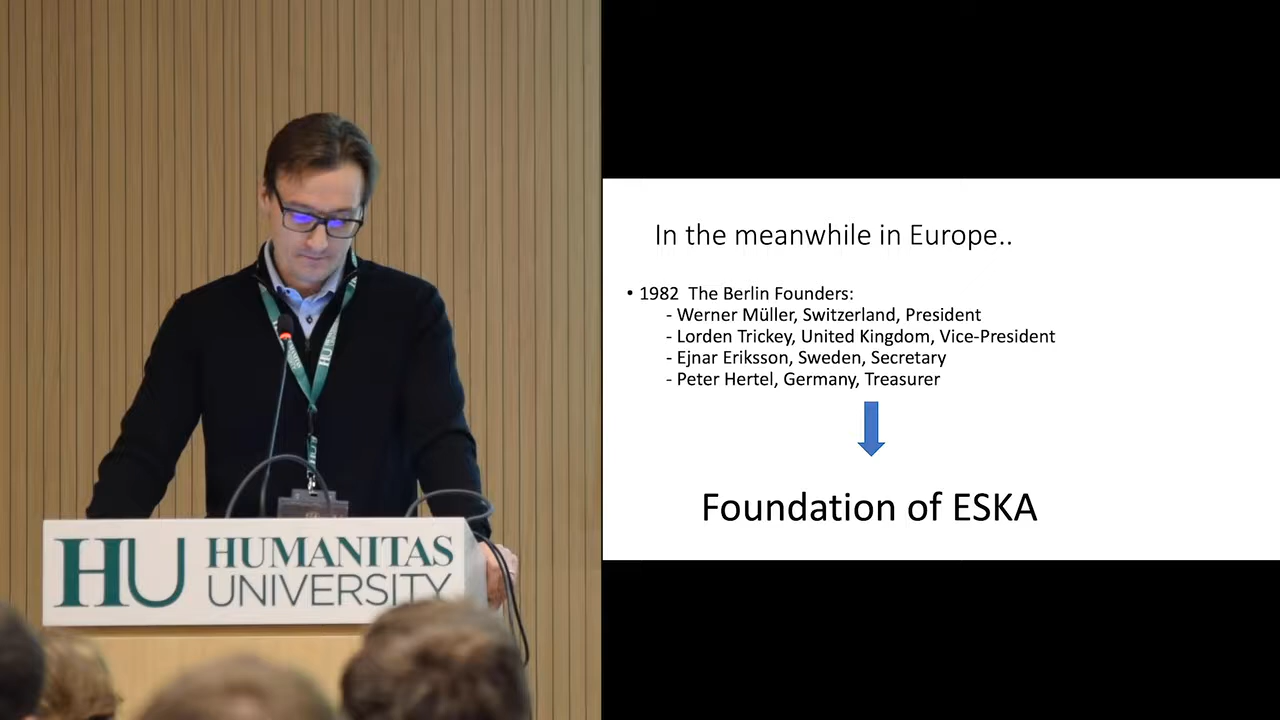 HU HUMANITAS
UNIVERSITY
HU
In the meanwhile in Europe..
• 1982 The Berlin Founders:
- Werner Müller, Switzerland, President
- Lorden Trickey, United Kingdom, Vice-President
- Ejnar Eriksson, Sweden, Secretary
- Peter Hertel, Germany, Treasurer
Foundation of ESKA